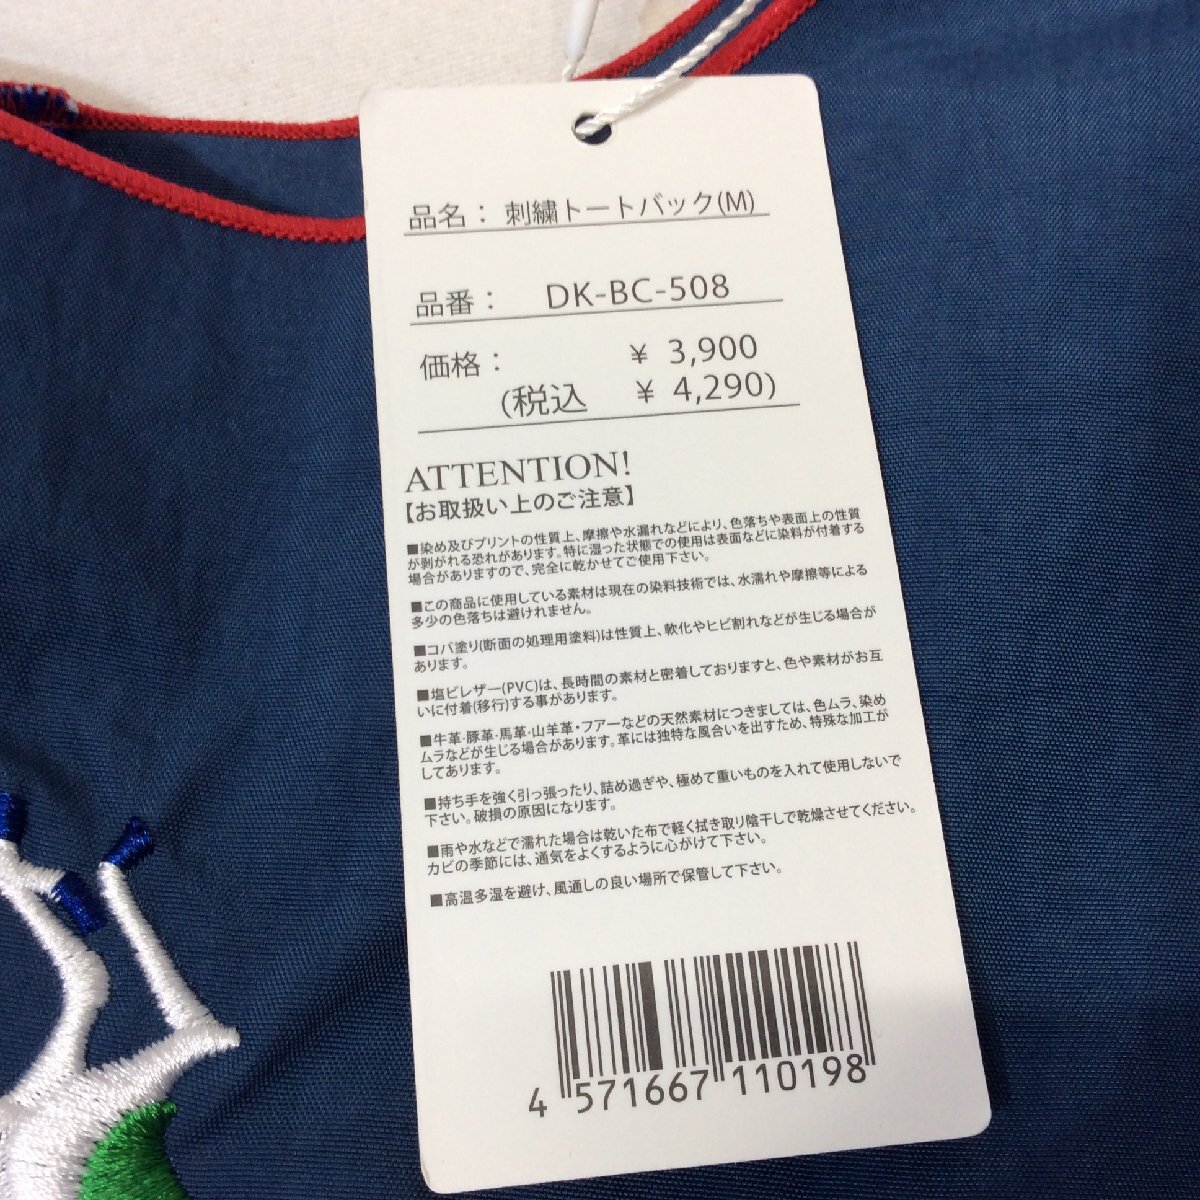 品名： 刺繍トートバック(M)
品番： DK-BC-508
価格： ¥ 3,900
(税込 ¥ 4,290)
ATTENTION!
【お取扱い上のご注意】
■染め及びプリントの性質上、摩擦や水漏れなどにより、色落ちや表面上の性質
が剥がれる恐れがあります。特に湿った状態での使用は表面などに染料が付着する
場合がありますので、完全に乾かせてご使用下さい。
■この商品に使用している素材は現在の染料技術では、水濡れや摩擦等による
多少の色落ちは避けれません。
■コバ塗り(断面の処理用塗料)は性質上、軟化やヒビ割れなどが生じる場合が
あります。
■塩ビレザー(PVC)は、長時間の素材と密着しておりますと、色や素材がお互
いに付着(移行)する事があります。
■牛革・豚革・馬革・山羊革・フアーなどの天然素材につきましては、色ムラ、染め
ムラなどが生じる場合があります。革には独特な風合いを出すため、特殊な加工が
してあります。
■持ち手を強く引っ張ったり、詰め過ぎや、極めて重いものを入れて使用しないで
下さい。破損の原因になります。
■雨や水などで濡れた場合は乾いた布で軽く拭き取り陰干しで乾燥させてください。
カビの季節には、通気をよくするように心がけて下さい。
■高温多湿を避け、風通しの良い場所で保管して下さい。
4 571667 110198